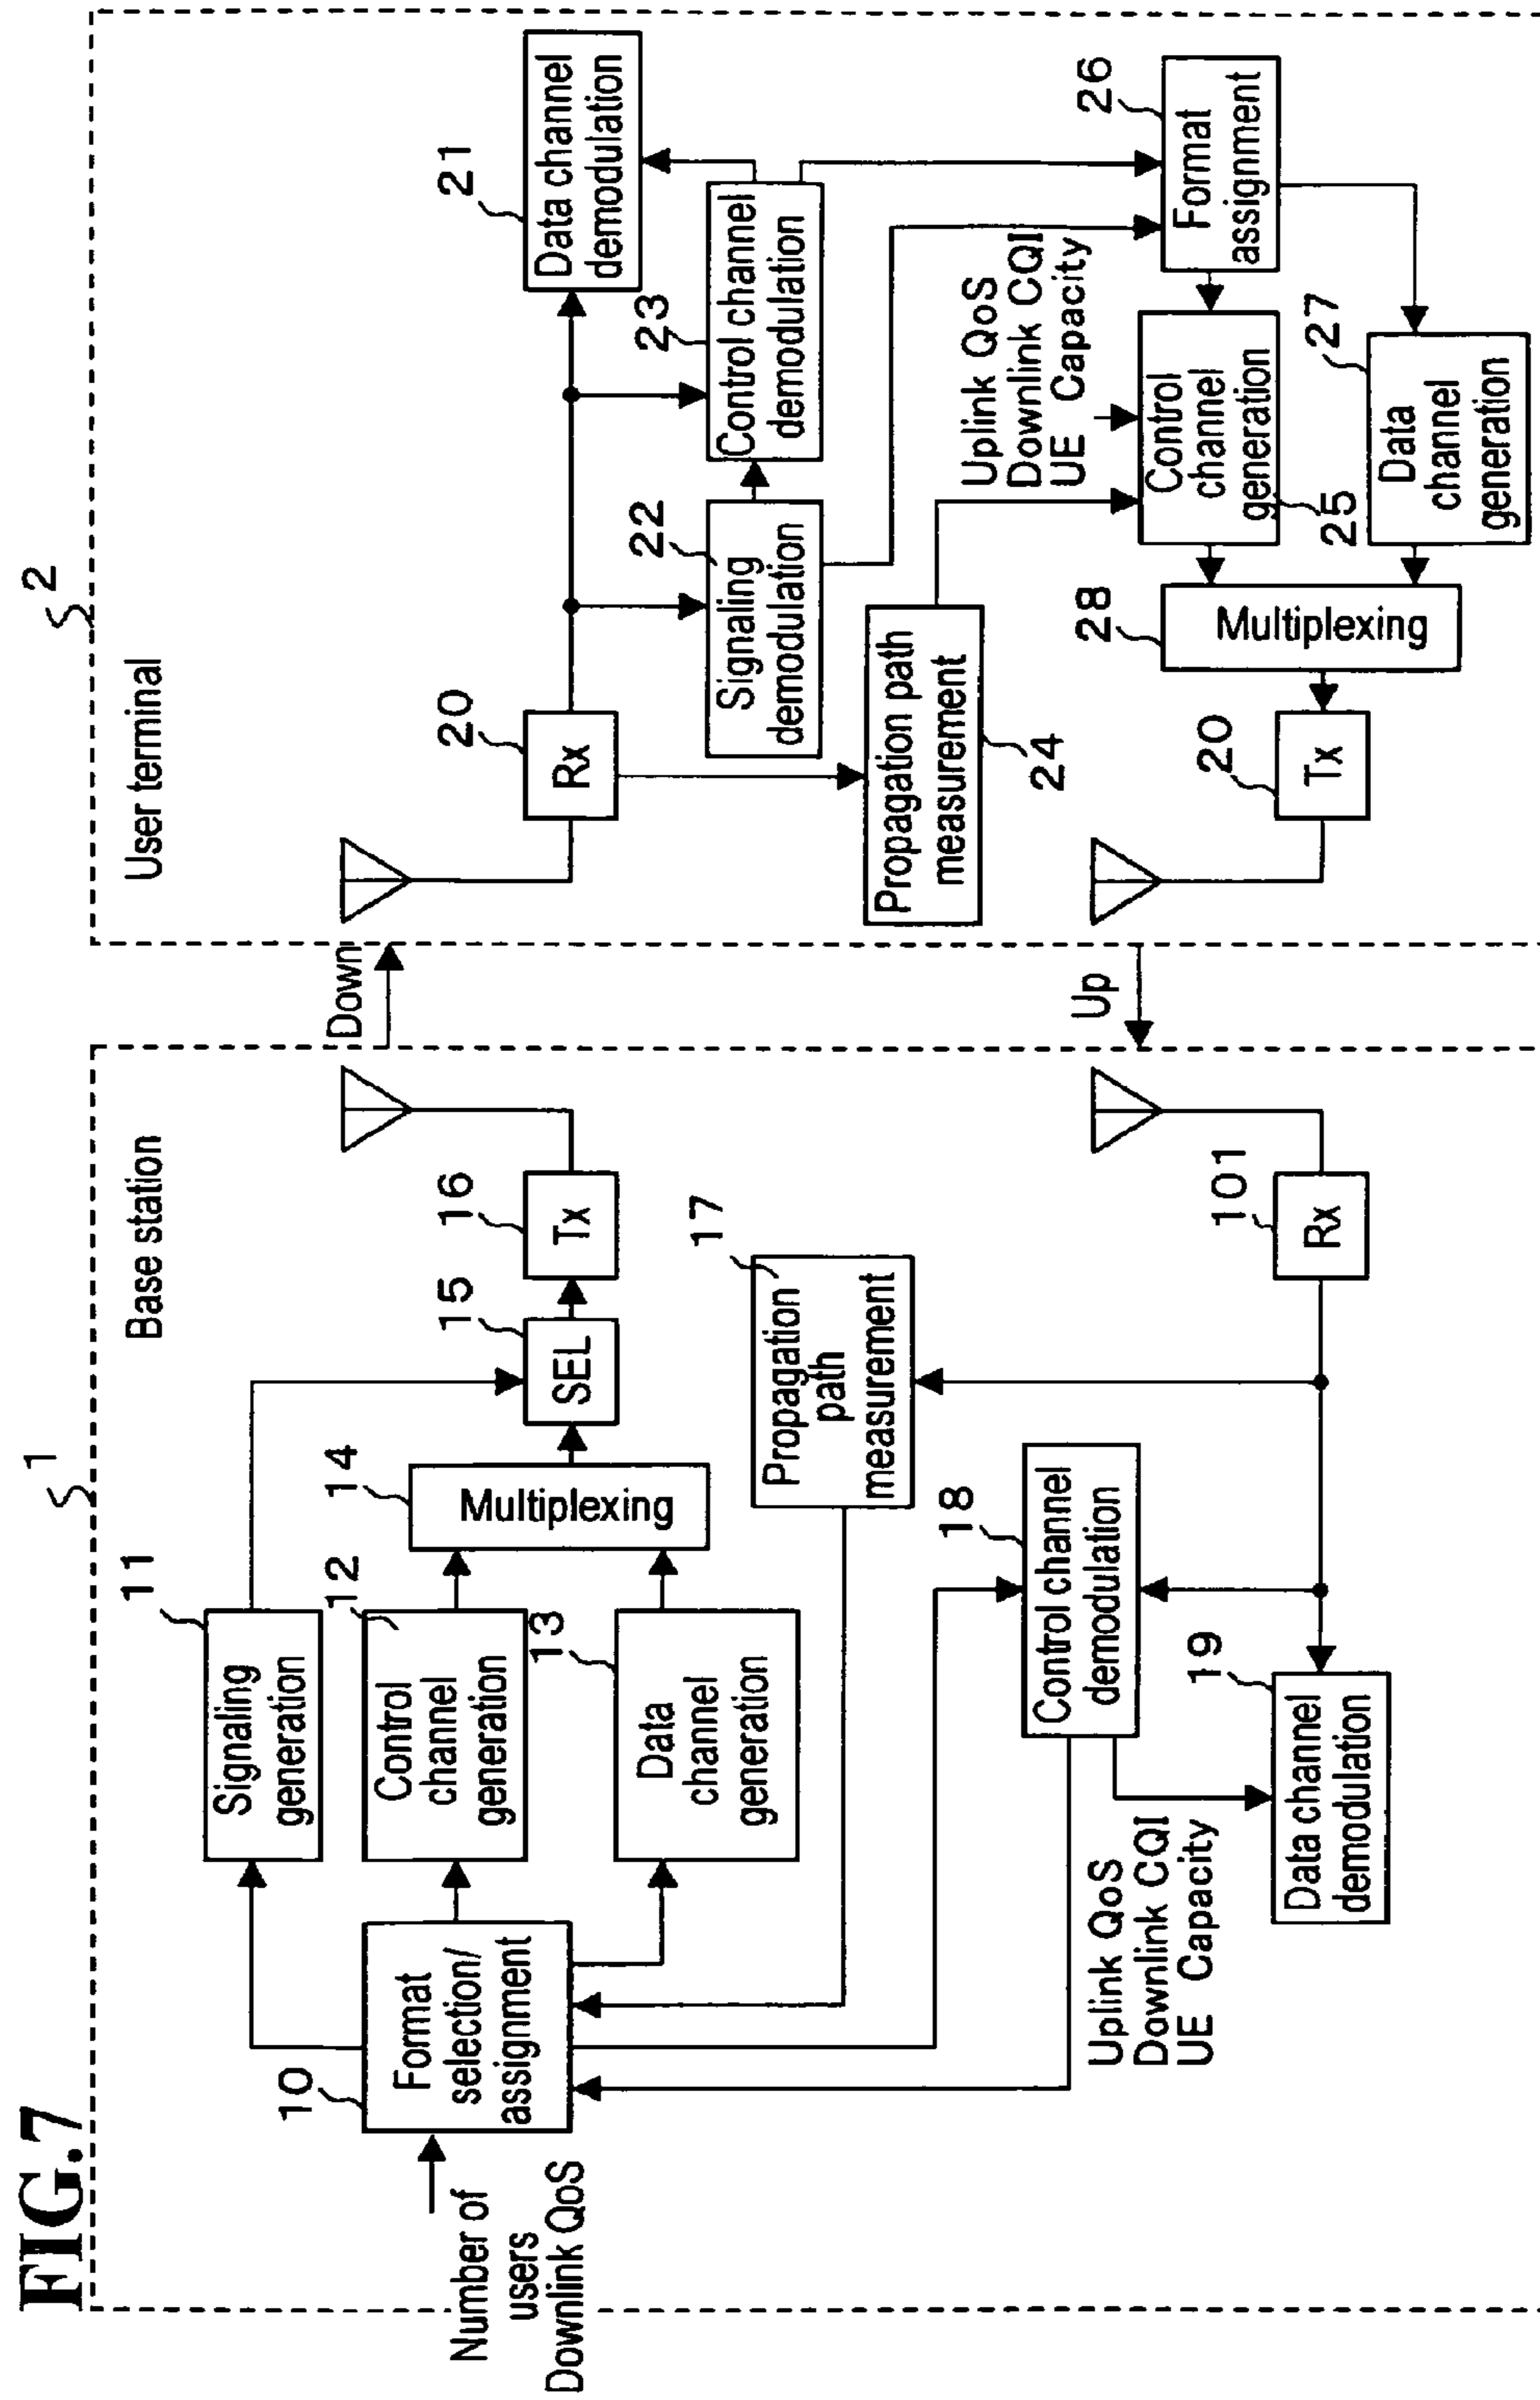 FIG.7
1
Base station
Number of
users
Downlink QoS
10
Format
selection/
assignment
11
Signaling
generation
12
Control
channel
generation
13
Data
channel
generation
14
Multiplexing
15
SEL
16
Tx
17
Propagation
path
measurement
18
Control channel
demodulation
Uplink QoS
Downlink CQI
UE Capacity
19
Data channel
demodulation
101
Rx
Down
Up
2
User terminal
20
Rx
21
Data channel
demodulation
22
Signaling
demodulation
23
Control channel
demodulation
Propagation path
measurement
24
Uplink QoS
Downlink CQI
UE Capacity
Control
channel
generation
25
26
Format
assignment
27
Data
channel
generation
28
Multiplexing
20
Tx